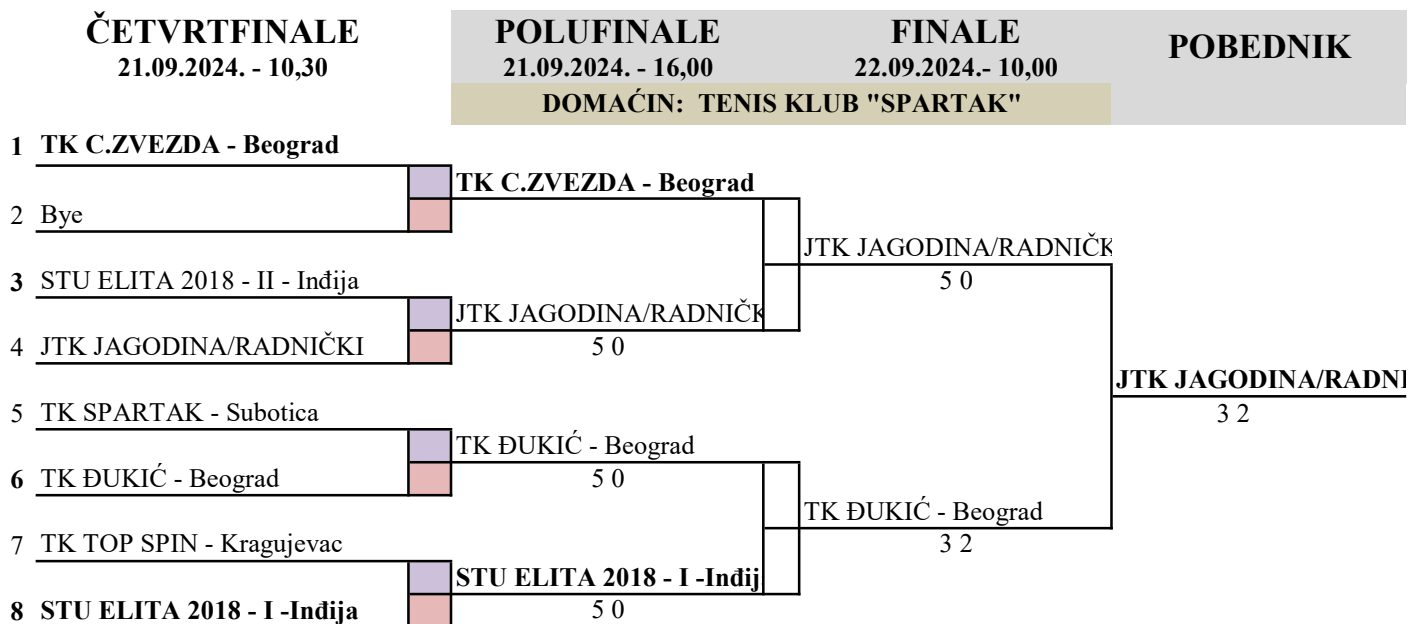 ČETVRTFINALE
21.09.2024. - 10,30
POLUFINALE
21.09.2024. - 16,00
FINALE
22.09.2024.- 10,00
POBEDNIK
DOMAĆIN: TENIS KLUB "SPARTAK"
1 TK C.ZVEZDA - Beograd
TK C.ZVEZDA - Beograd
2 Bye
JTK JAGODINA/RADNIČK
5 0
3 STU ELITA 2018 - II - Inđija
JTK JAGODINA/RADNIČK
5 0
4 JTK JAGODINA/RADNIČKI
JTK JAGODINA/RADNI
3 2
5 TK SPARTAK - Subotica
TK ĐUKIĆ - Beograd
5 0
6 TK ĐUKIĆ - Beograd
TK ĐUKIĆ - Beograd
3 2
7 TK TOP SPIN - Kragujevac
STU ELITA 2018 - I -Inđij
5 0
8 STU ELITA 2018 - I -Inđija